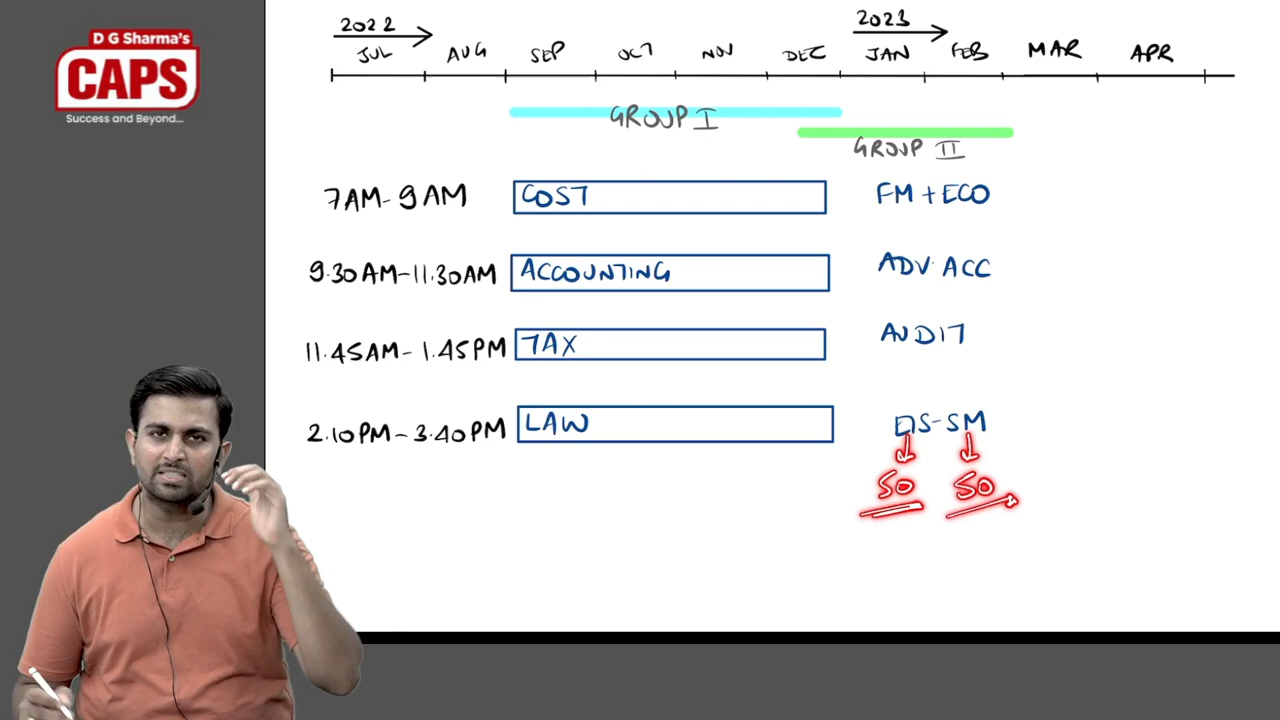 D G Sharma's
CAPS
Success and Beyond...
2022
2023
JUL AUG SEP OCT NOV DEC JAN FEB MAR APR
GROUP I
GROUP II
7AM-9AM COST FM + ECO
9.30AM-11.30AM ACCOUNTING ADV. ACC
11.45AM-1.45PM TAX AUDIT
2.10PM-3.40PM LAW EIS-SM
50 50